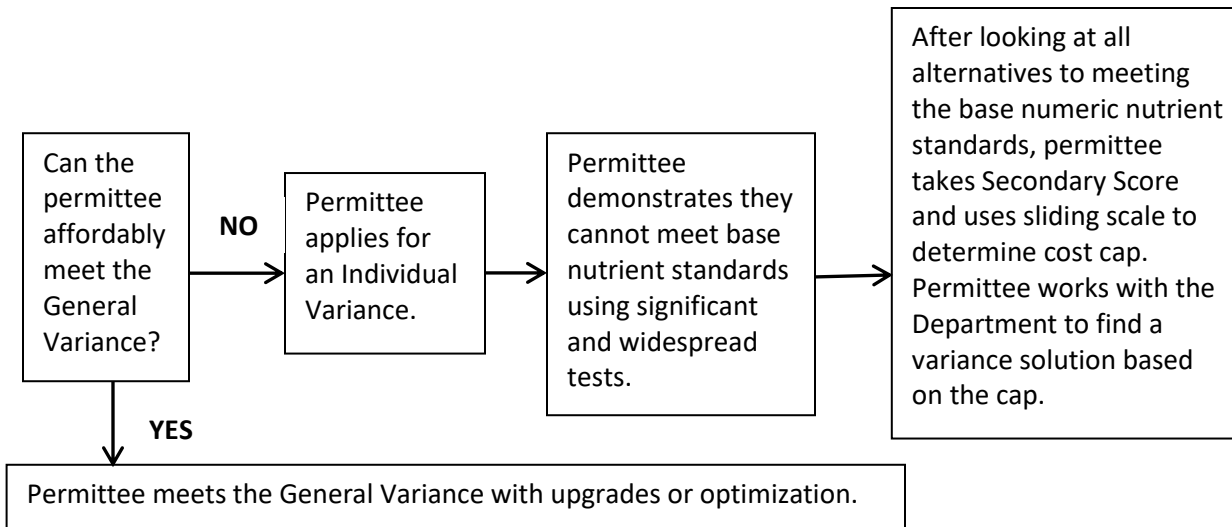 Can the
permittee
affordably
meet the
General
Variance?
NO
Permittee
applies for
an Individual
Variance.
Permittee
demonstrates they
cannot meet base
nutrient standards
using significant
and widespread
tests.
After looking at all
alternatives to meeting
the base numeric nutrient
standards, permittee
takes Secondary Score
and uses sliding scale to
determine cost cap.
Permittee works with the
Department to find a
variance solution based
on the cap.
YES
Permittee meets the General Variance with upgrades or optimization.